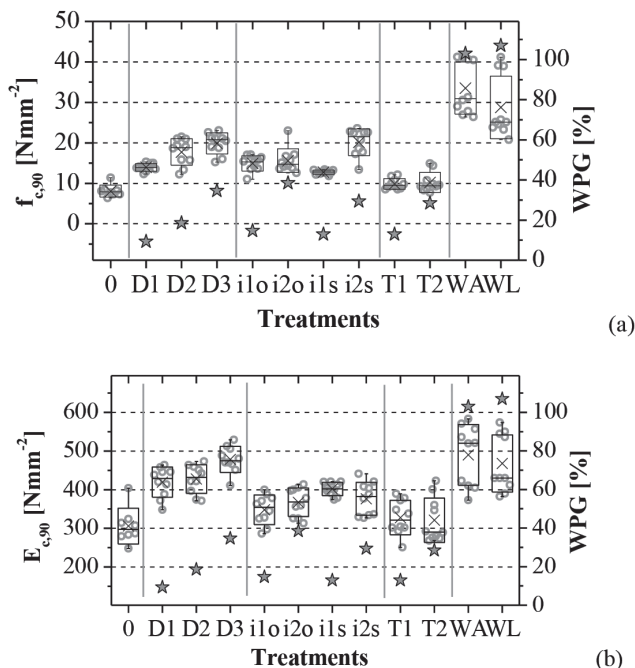 50
40
30
20
10
0
f_c,90 [Nmm⁻²]
100
80
60
40
20
0
WPG [%]
0 D1 D2 D3 i1o i2o i1s i2s T1 T2 WA WL
Treatments
(a)
600
500
400
300
200
E_c,90 [Nmm⁻²]
100
80
60
40
20
0
WPG [%]
0 D1 D2 D3 i1o i2o i1s i2s T1 T2 WA WL
Treatments
(b)